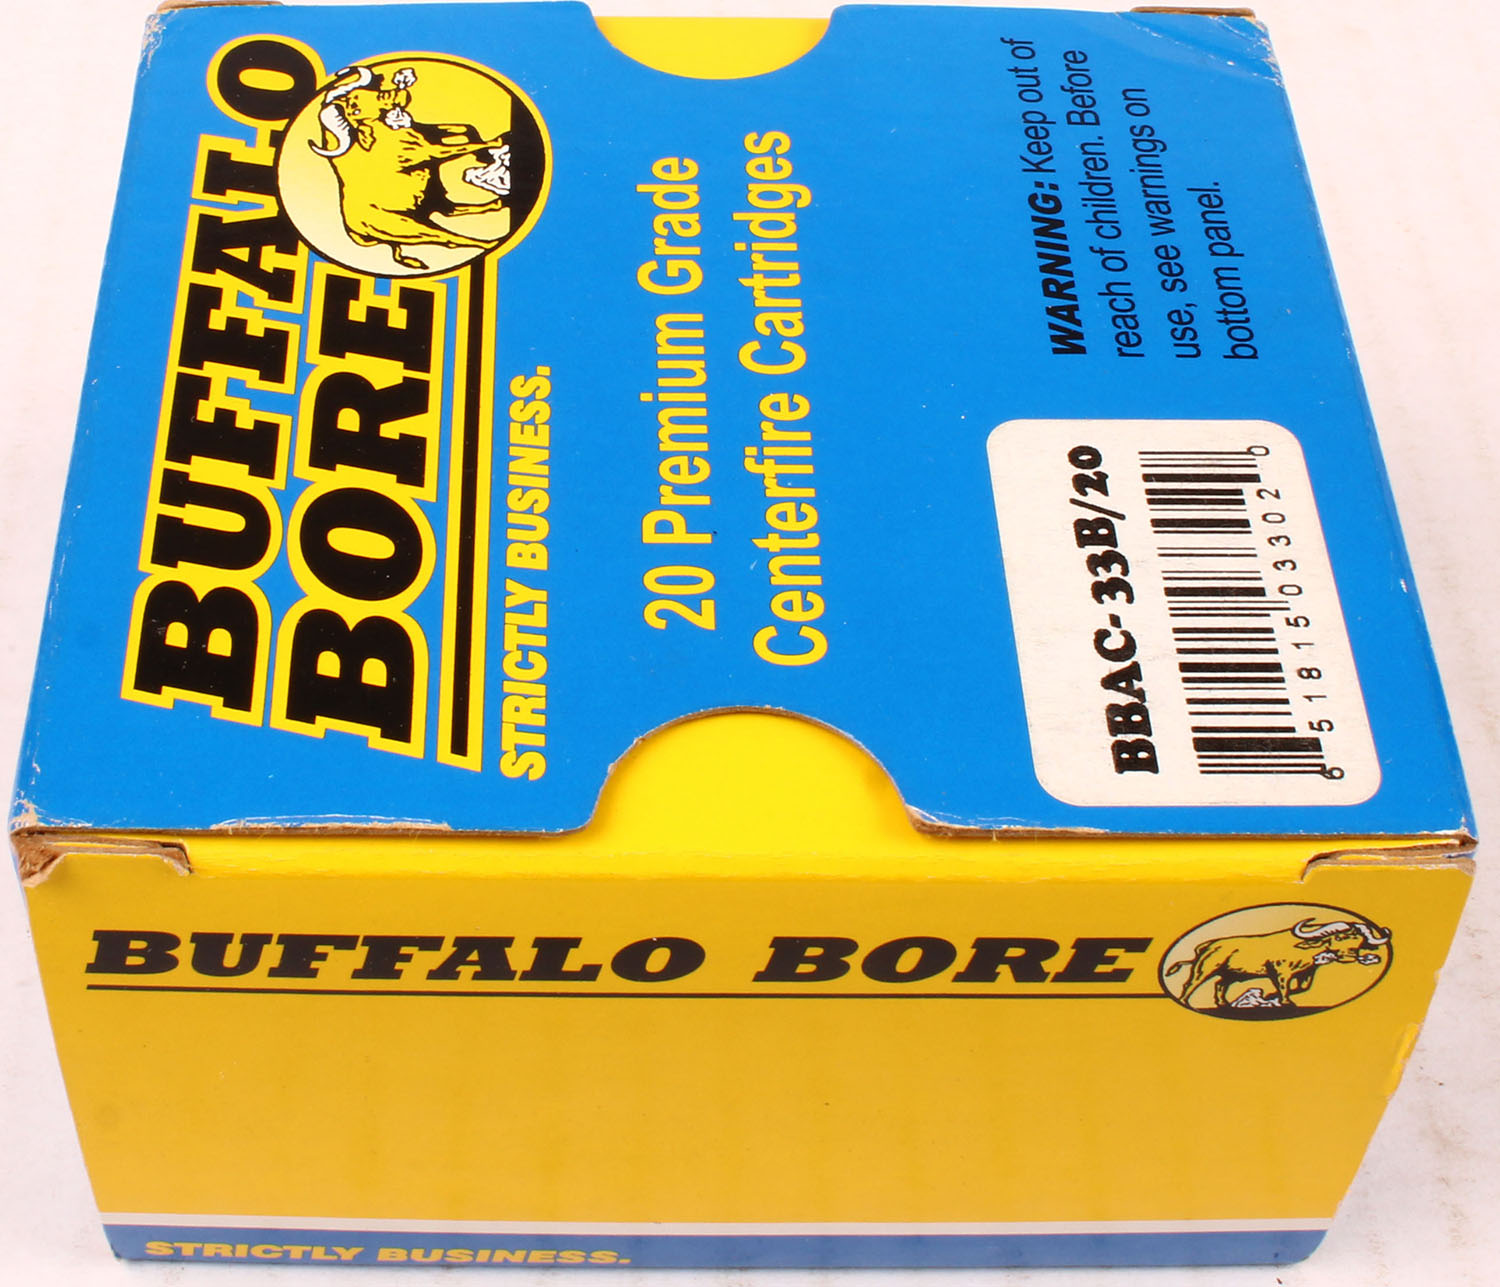 BUFFALO
BORE
STRICTLY BUSINESS.
20 Premium Grade
Centerfire Cartridges
WARNING: Keep out of
reach of children. Before
use, see warnings on
bottom panel.
BBAC-33B/20
6 51815 03302 0
BUFFALO BORE
STRICTLY BUSINESS.